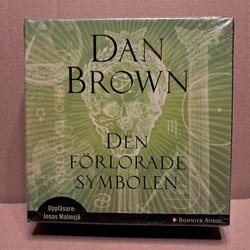 DAN
BROWN
DEN
FÖRLORADE
SYMBOLEN
Uppläsare:
Jonas Malmsjö
BONNIER AUDIO